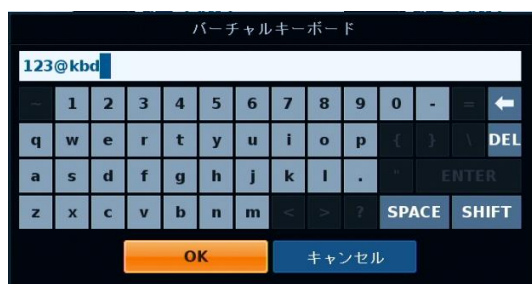 バーチャルキーボード
123@kbd
~ 1 2 3 4 5 6 7 8 9 0 - =
q w e r t y u i o p { } \ DEL
a s d f g h j k l . " ENTER
z x c v b n m < > ? SPACE SHIFT
OK キャンセル